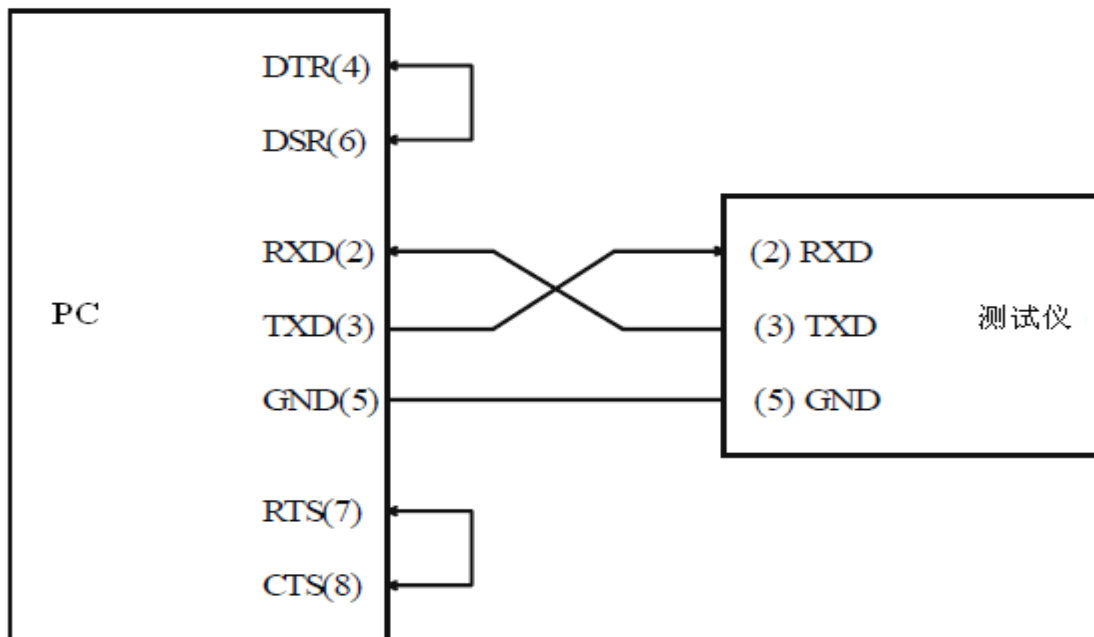 DTR(4)
DSR(6)
RXD(2)
(2) RXD
PC
TXD(3)
(3) TXD
测试仪
GND(5)
(5) GND
RTS(7)
CTS(8)